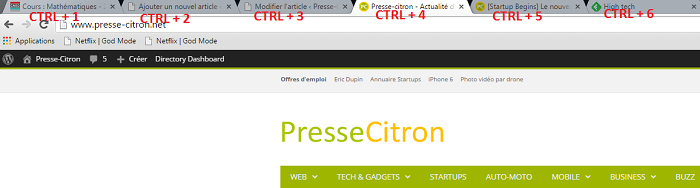 Cours : Mathématiques - J
Ajouter un nouvel article
Modifier l'article - Presse
Presse-citron - Actualité d
[Startup Begins] Le nouve
High tech
CTRL + 1
CTRL + 2
CTRL + 3
CTRL + 4
CTRL + 5
CTRL + 6
www.presse-citron.net
Applications
Netflix | God Mode
Netflix | God Mode
Presse-Citron
5
+ Créer
Directory Dashboard
Offres d'emploi
Eric Dupin
Annuaire Startups
iPhone 6
Photo vidéo par drone
PresseCitron
WEB
TECH & GADGETS
STARTUPS
AUTO-MOTO
MOBILE
BUSINESS
BUZZ